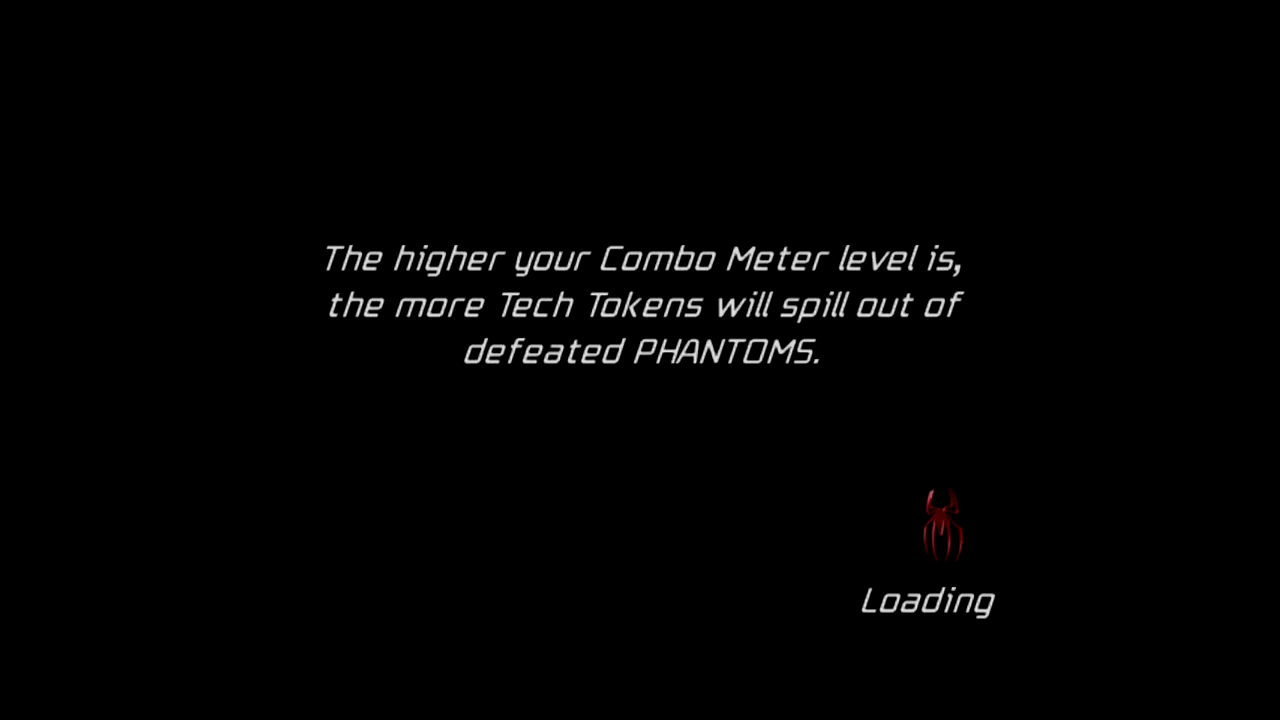 The higher your Combo Meter level is,
the more Tech Tokens will spill out of
defeated PHANTOMS.
Loading